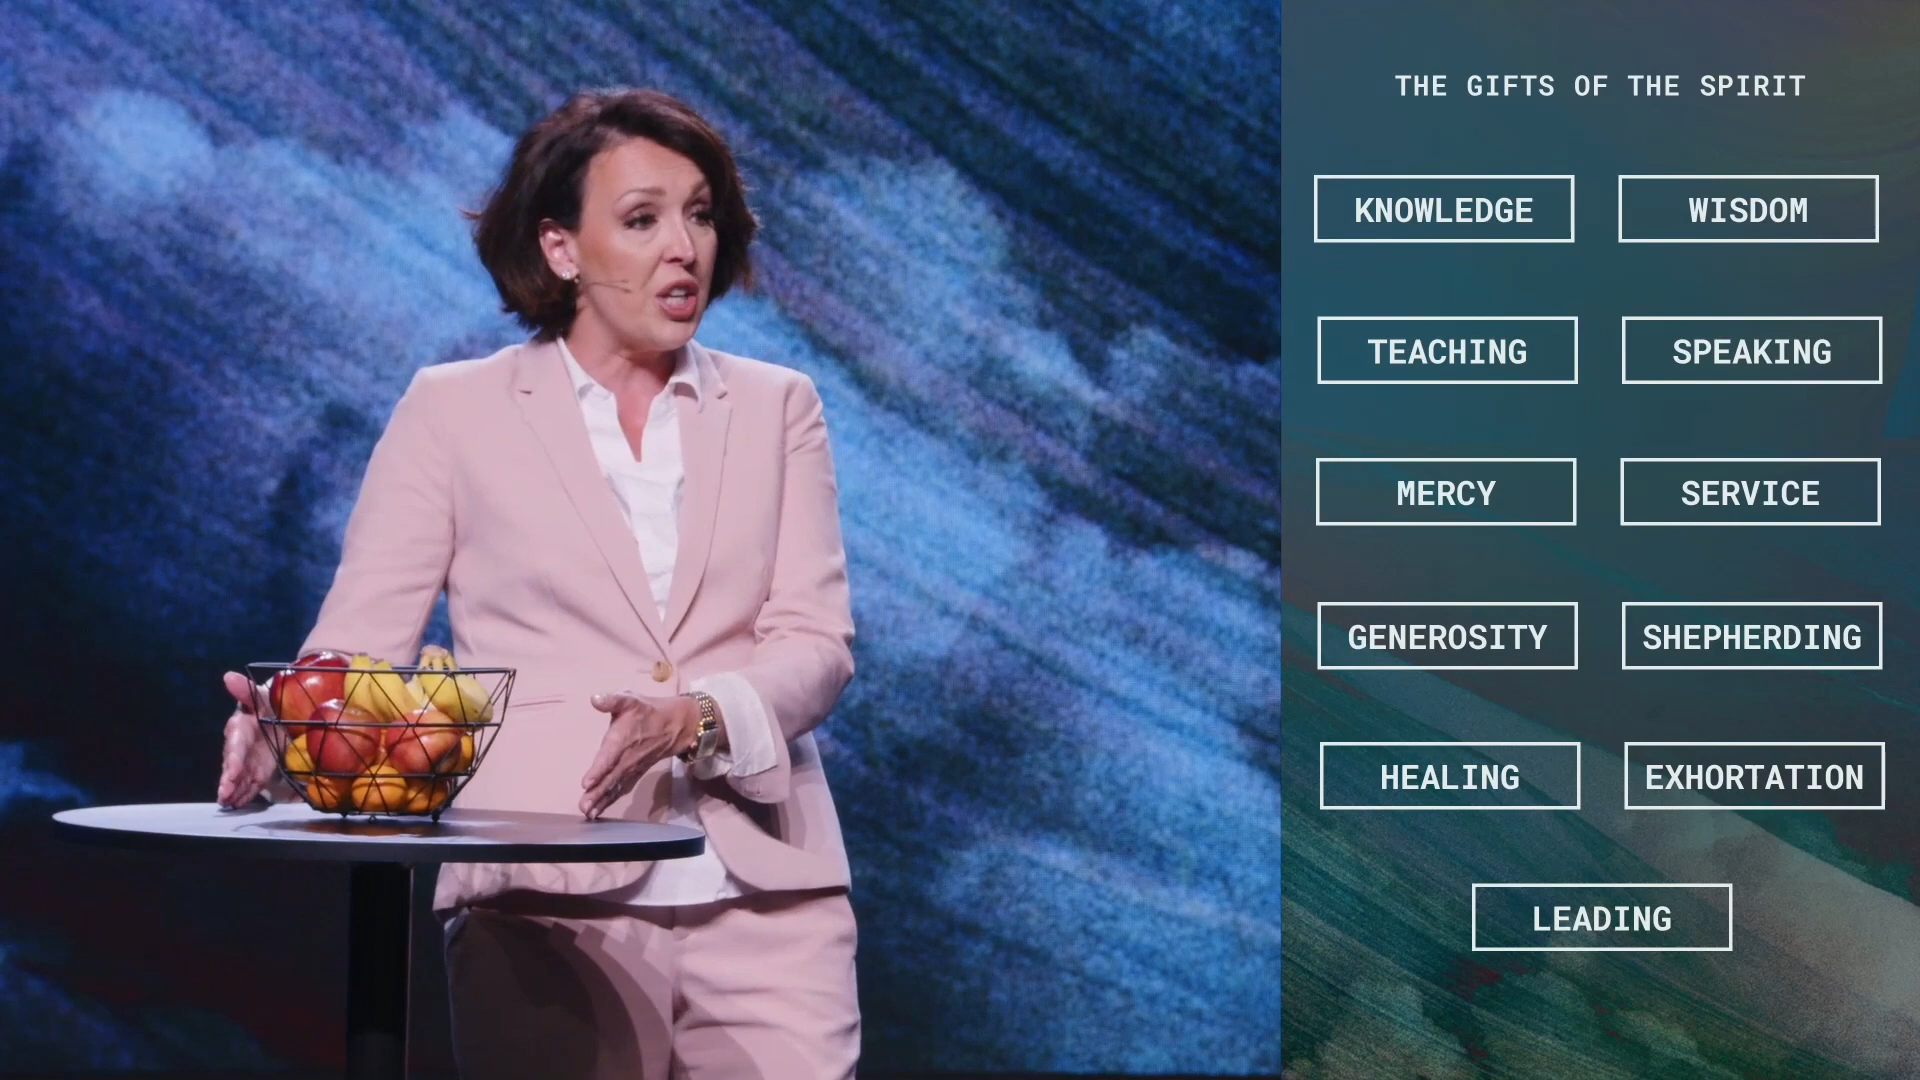 THE GIFTS OF THE SPIRIT
KNOWLEDGE
WISDOM
TEACHING
SPEAKING
MERCY
SERVICE
GENEROSITY
SHEPHERDING
HEALING
EXHORTATION
LEADING